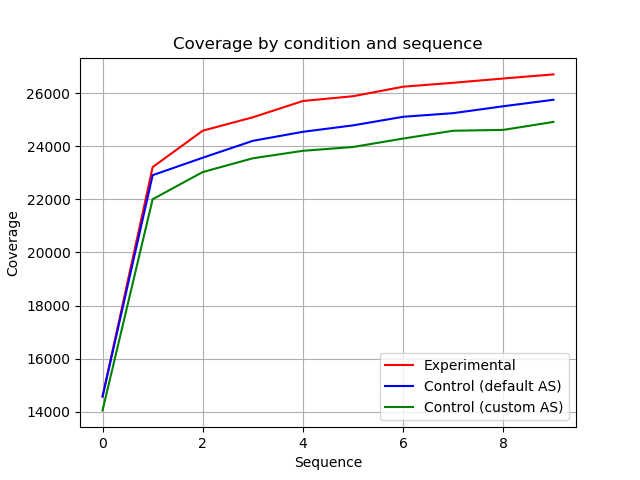 Coverage by condition and sequence
Coverage
26000
24000
22000
20000
18000
16000
14000
0 2 4 6 8
Sequence
Experimental
Control (default AS)
Control (custom AS)